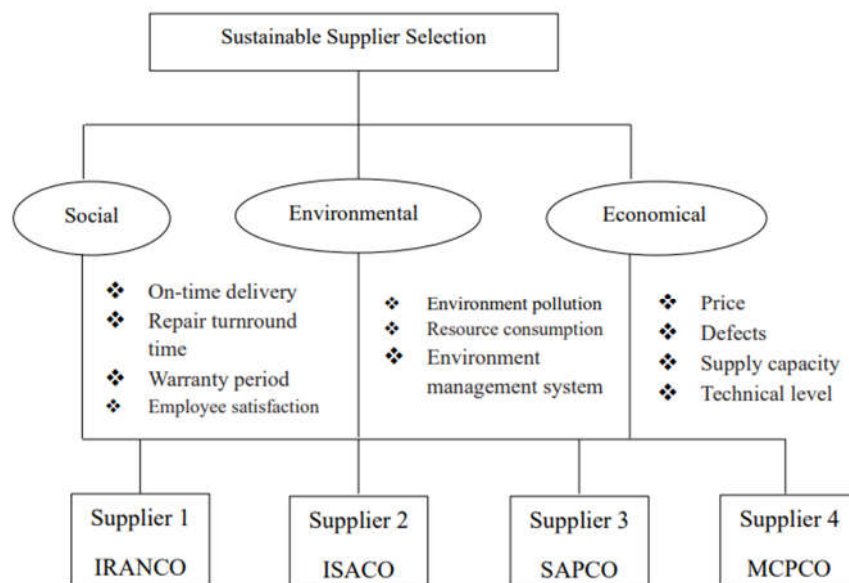 Sustainable Supplier Selection
Social
Environmental
Economical
❖ On-time delivery
❖ Repair turnround
time
❖ Warranty period
❖ Employee satisfaction
❖ Environment pollution
❖ Resource consumption
❖ Environment
management system
❖ Price
❖ Defects
❖ Supply capacity
❖ Technical level
Supplier 1
IRANCO
Supplier 2
ISACO
Supplier 3
SAPCO
Supplier 4
MCPCO